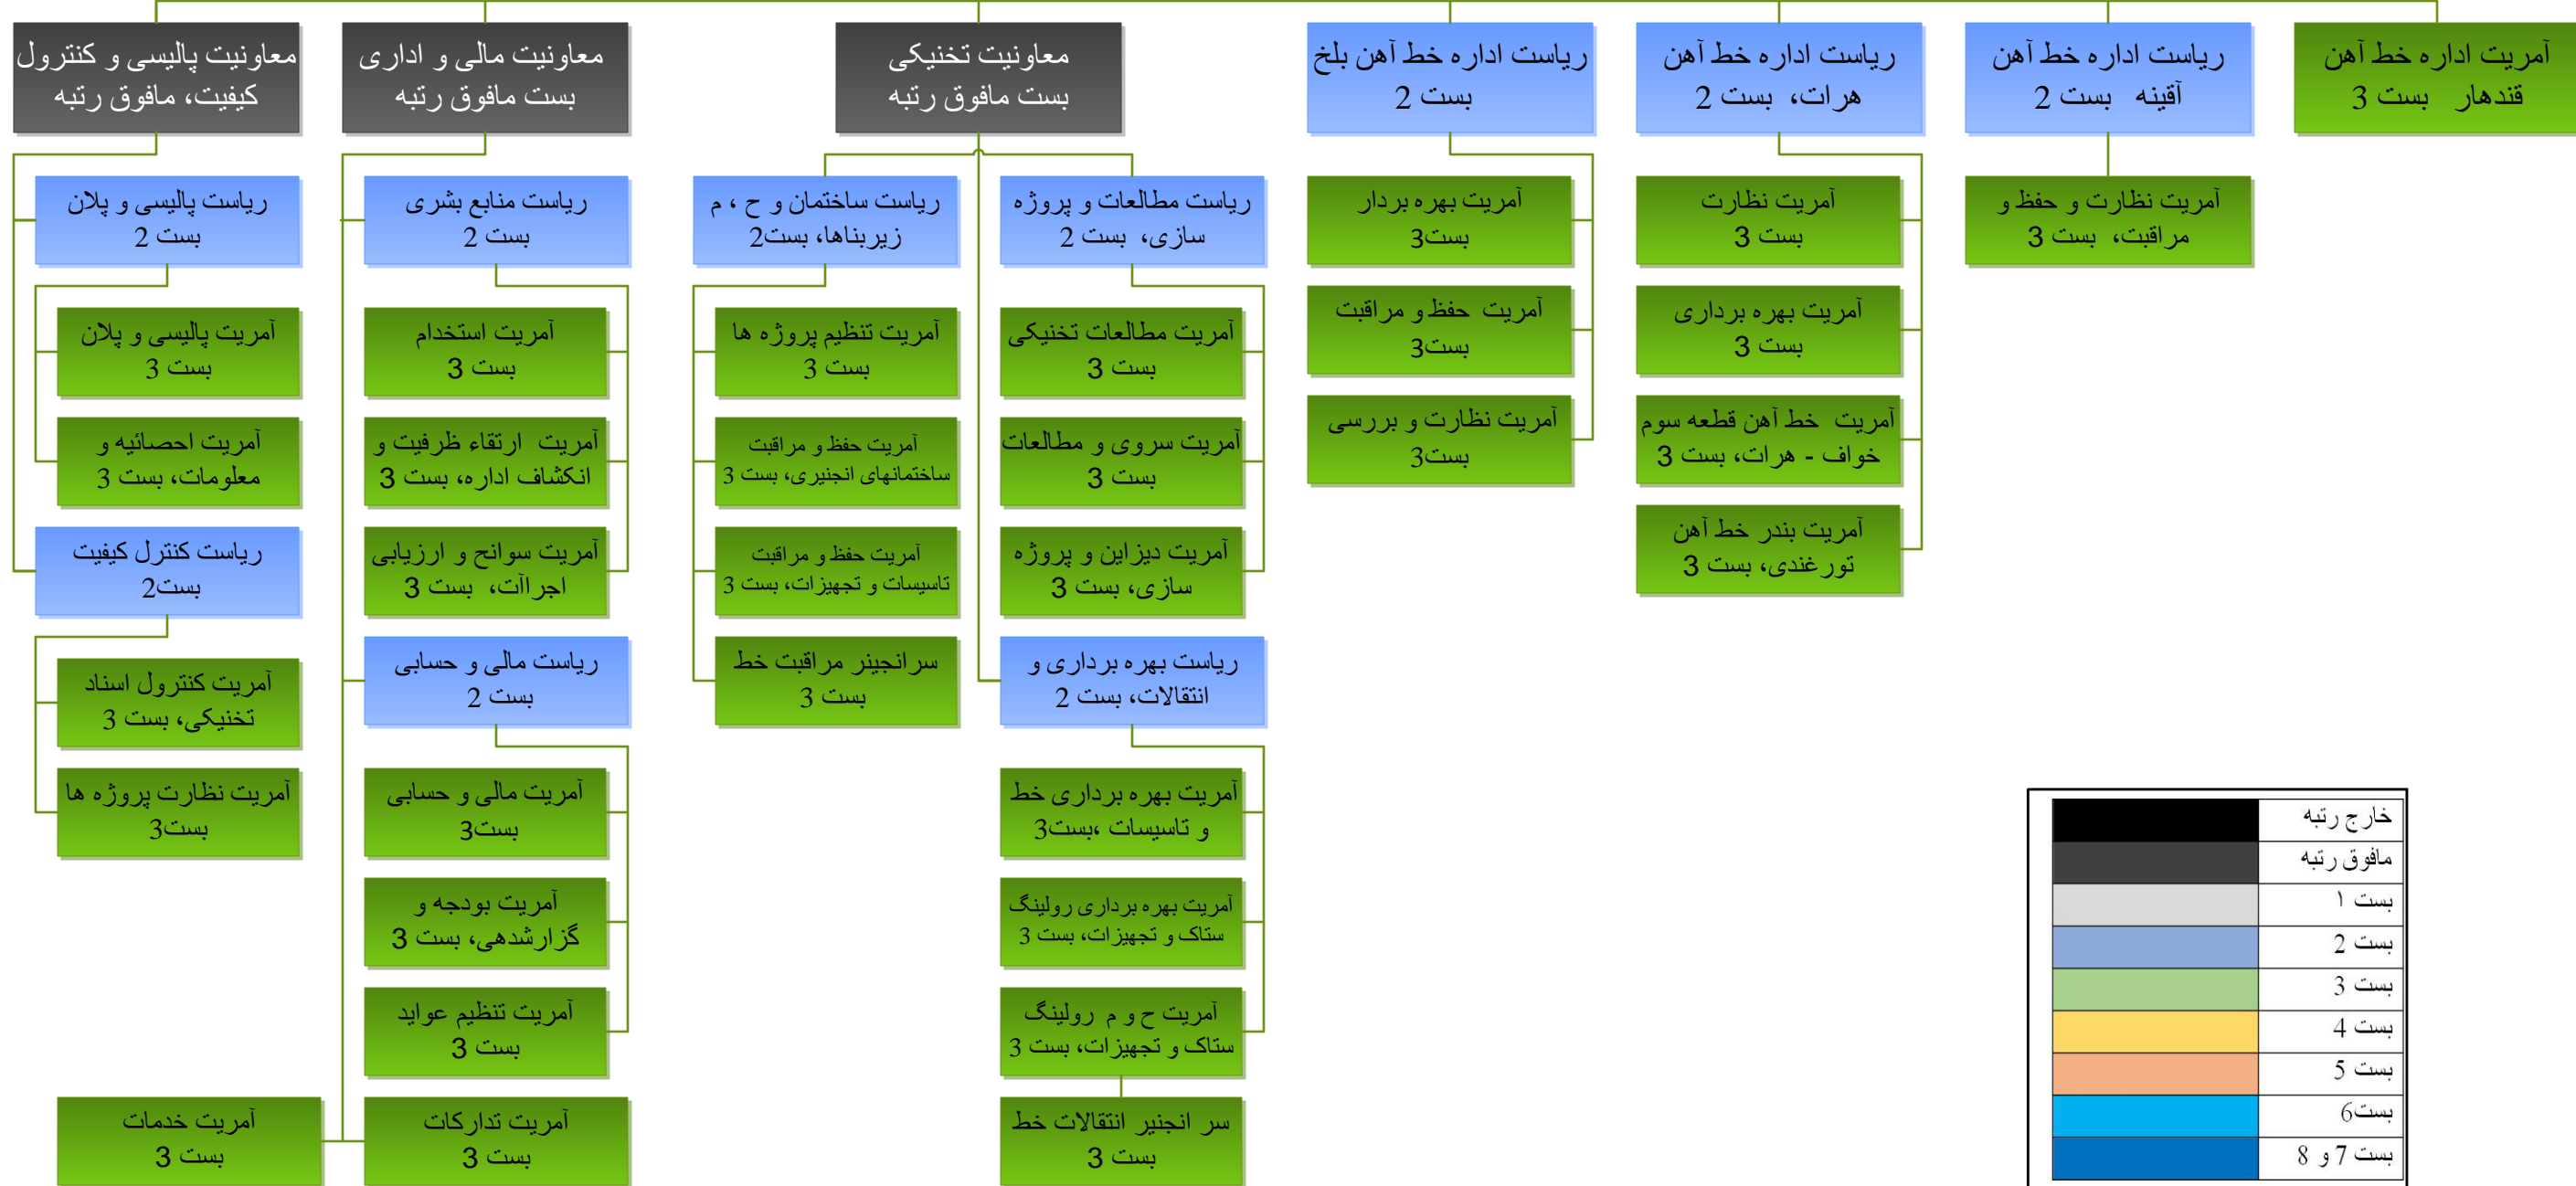 معاونیت پالیسی و کنترول
کیفیت، مافوق رتبه
معاونیت مالی و اداری
بست مافوق رتبه
معاونیت تخنیکی
بست مافوق رتبه
ریاست اداره خط آهن بلخ
بست 2
ریاست اداره خط آهن
هرات، بست 2
ریاست اداره خط آهن
آقینه بست 2
آمریت اداره خط آهن
قندهار بست 3
ریاست پالیسی و پلان
بست 2
آمریت پالیسی و پلان
بست 3
آمریت احصائیه و
معلومات، بست 3
ریاست کنترل کیفیت
بست2
آمریت کنترول اسناد
تخنیکی، بست 3
آمریت نظارت پروژه ها
بست3
ریاست منابع بشری
بست 2
آمریت استخدام
بست 3
آمریت ارتقاء ظرفیت و
انکشاف اداره، بست 3
آمریت سوانح و ارزیابی
اجراآت، بست 3
ریاست مالی و حسابی
بست 2
آمریت مالی و حسابی
بست3
آمریت بودجه و
گزارشدهی، بست 3
آمریت تنظیم عواید
بست 3
آمریت خدمات
بست 3
آمریت تدارکات
بست 3
ریاست ساختمان و ح ، م
زیربناها، بست2
آمریت تنظیم پروژه ها
بست 3
آمریت حفظ و مراقبت
ساختمانهای انجنیری، بست 3
آمریت حفظ و مراقبت
تاسیسات و تجهیزات، بست 3
سرانجینر مراقبت خط
بست 3
ریاست مطالعات و پروژه
سازی، بست 2
آمریت مطالعات تخنیکی
بست 3
آمریت سروی و مطالعات
بست 3
آمریت دیزاین و پروژه
سازی، بست 3
ریاست بهره برداری و
انتقالات، بست 2
آمریت بهره برداری خط
و تاسیسات ،بست3
آمریت بهره برداری رولینگ
ستاک و تجهیزات، بست 3
آمریت ح و م رولینگ
ستاک و تجهیزات، بست 3
سر انجنیر انتقالات خط
بست 3
آمریت بهره بردار
بست3
آمریت حفظ و مراقبت
بست3
آمریت نظارت و بررسی
بست3
آمریت نظارت
بست 3
آمریت بهره برداری
بست 3
آمریت خط آهن قطعه سوم
خواف - هرات، بست 3
آمریت بندر خط آهن
تورغندی، بست 3
آمریت نظارت و حفظ و
مراقبت، بست 3
خارج رتبه
مافوق رتبه
بست ۱
بست 2
بست 3
بست 4
بست 5
بست6
بست 7 و 8